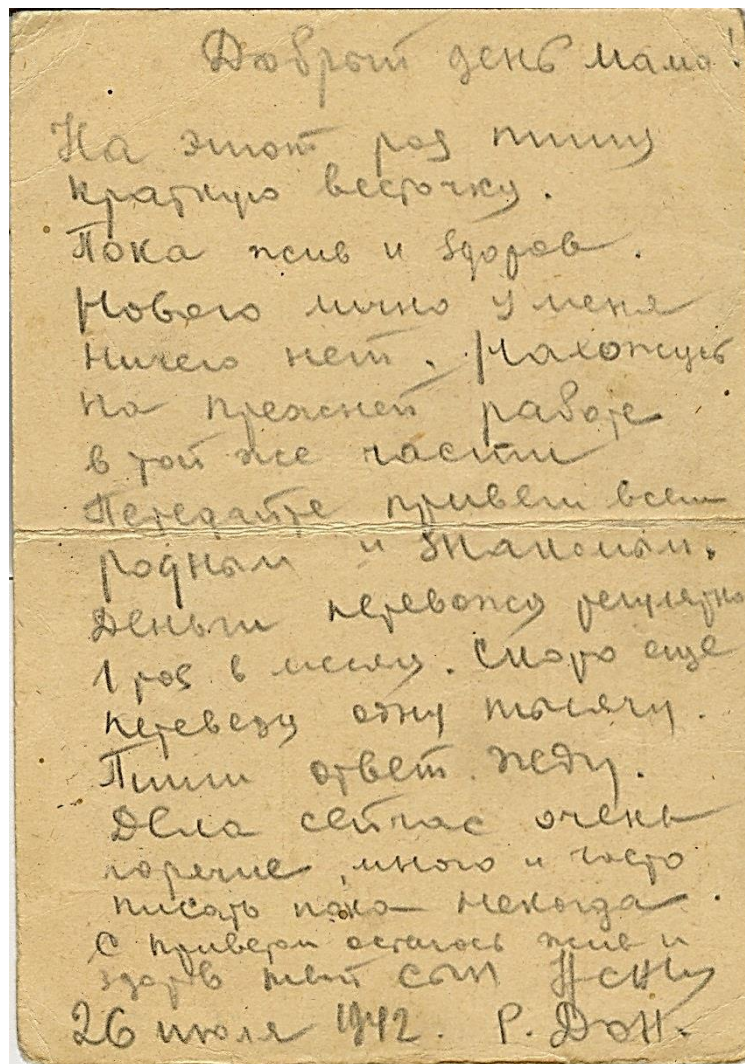 Добрый день мама!
На этот раз пишу
краткую весточку.
Пока жив и здоров.
Нового лично у меня
ничего нет. Нахожусь
на прежней работе
в той же части
Передайте привет всем
родным и знакомым.
Деньги перевожу регулярно
1 раз в месяц. Скоро еще
переведу одну тысячу.
Пиши ответ. Жду.
Дела сейчас очень
горячие, много и часто
писать пока некогда.
С приветом остаюсь жив и
здоров твой сын
26 июля 1942. Р. Дон.